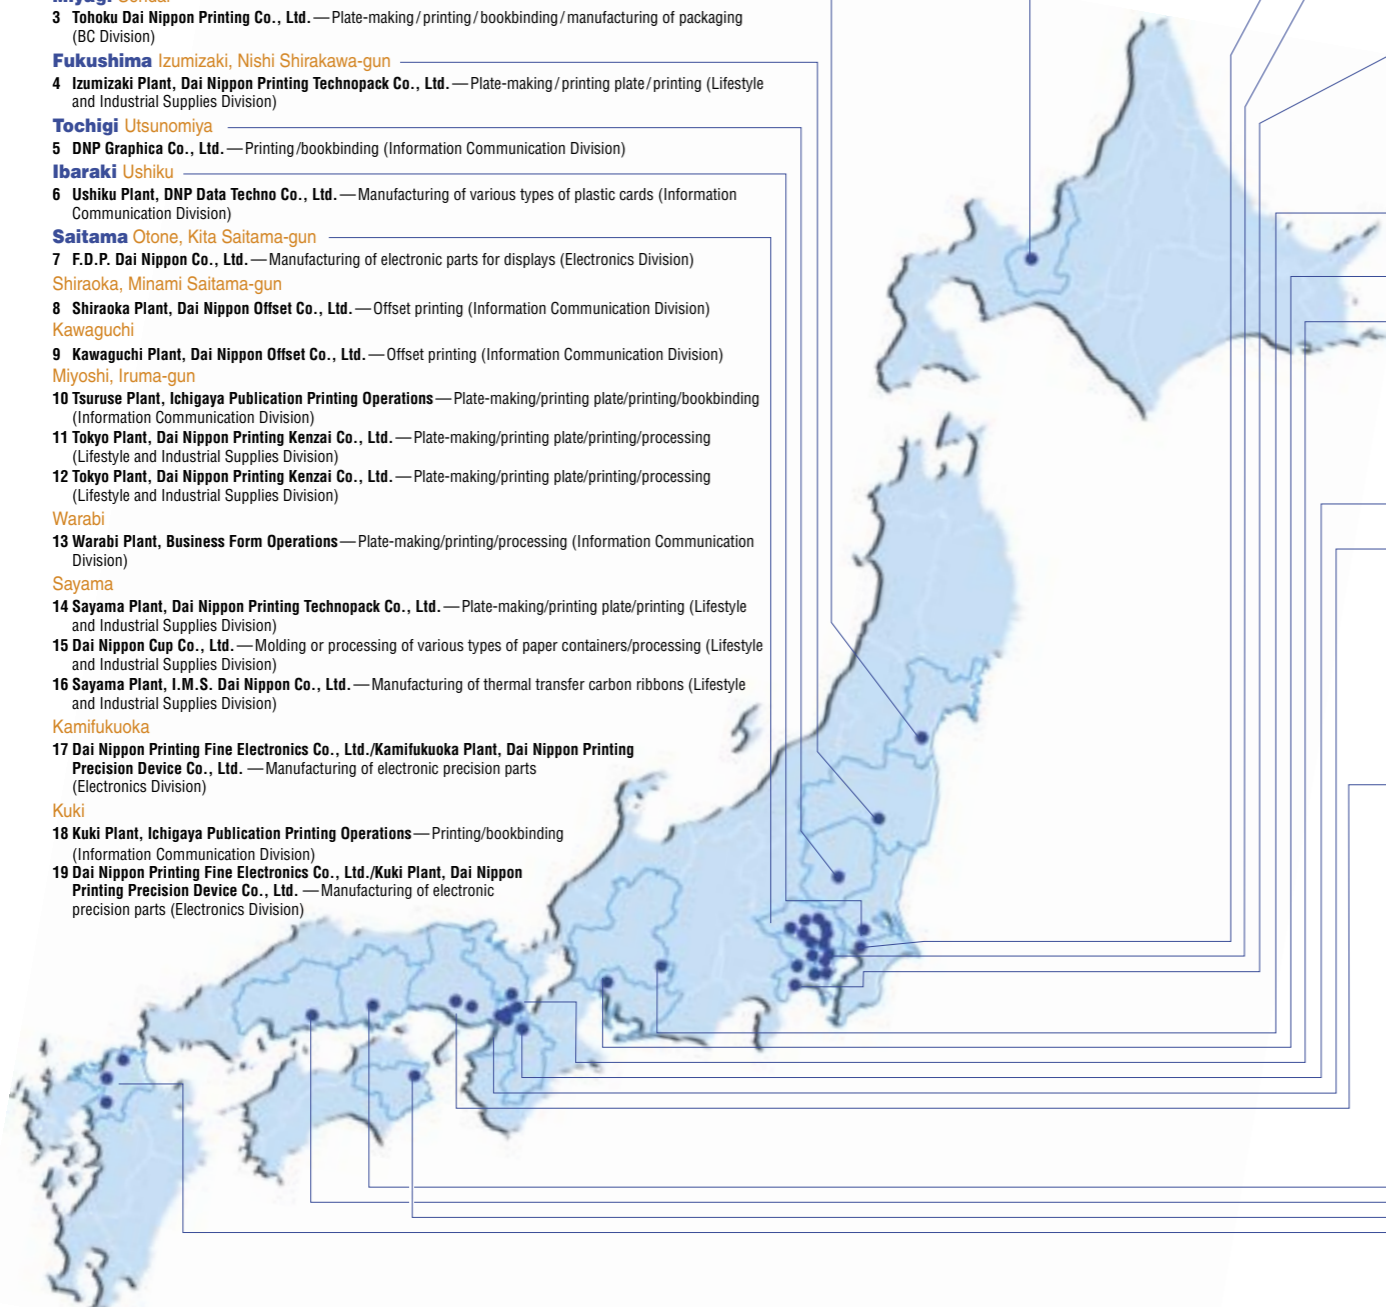 3 Tohoku Dai Nippon Printing Co., Ltd.—Plate-making/printing/bookbinding/manufacturing of packaging
(BC Division)
Fukushima Izumizaki, Nishi Shirakawa-gun
4 Izumizaki Plant, Dai Nippon Printing Technopack Co., Ltd.—Plate-making/printing plate/printing (Lifestyle
and Industrial Supplies Division)
Tochigi Utsunomiya
5 DNP Graphica Co., Ltd.—Printing/bookbinding (Information Communication Division)
Ibaraki Ushiku
6 Ushiku Plant, DNP Data Techno Co., Ltd.—Manufacturing of various types of plastic cards (Information
Communication Division)
Saitama Otone, Kita Saitama-gun
7 F.D.P. Dai Nippon Co., Ltd.—Manufacturing of electronic parts for displays (Electronics Division)
Shiraoka, Minami Saitama-gun
8 Shiraoka Plant, Dai Nippon Offset Co., Ltd.—Offset printing (Information Communication Division)
Kawaguchi
9 Kawaguchi Plant, Dai Nippon Offset Co., Ltd.—Offset printing (Information Communication Division)
Miyoshi, Iruma-gun
10 Tsuruse Plant, Ichigaya Publication Printing Operations—Plate-making/printing plate/printing/bookbinding
(Information Communication Division)
11 Tokyo Plant, Dai Nippon Printing Kenzai Co., Ltd.—Plate-making/printing plate/printing/processing
(Lifestyle and Industrial Supplies Division)
12 Tokyo Plant, Dai Nippon Printing Kenzai Co., Ltd.—Plate-making/printing plate/printing/processing
(Lifestyle and Industrial Supplies Division)
Warabi
13 Warabi Plant, Business Form Operations—Plate-making/printing/processing (Information Communication
Division)
Sayama
14 Sayama Plant, Dai Nippon Printing Technopack Co., Ltd.—Plate-making/printing plate/printing (Lifestyle
and Industrial Supplies Division)
15 Dai Nippon Cup Co., Ltd.—Molding or processing of various types of paper containers/processing (Lifestyle
and Industrial Supplies Division)
16 Sayama Plant, I.M.S. Dai Nippon Co., Ltd.—Manufacturing of thermal transfer carbon ribbons (Lifestyle
and Industrial Supplies Division)
Kamifukuoka
17 Dai Nippon Printing Fine Electronics Co., Ltd./Kamifukuoka Plant, Dai Nippon Printing
Precision Device Co., Ltd. —Manufacturing of electronic precision parts
(Electronics Division)
Kuki
18 Kuki Plant, Ichigaya Publication Printing Operations—Printing/bookbinding
(Information Communication Division)
19 Dai Nippon Printing Fine Electronics Co., Ltd./Kuki Plant, Dai Nippon
Printing Precision Device Co., Ltd. —Manufacturing of electronic
precision parts (Electronics Division)